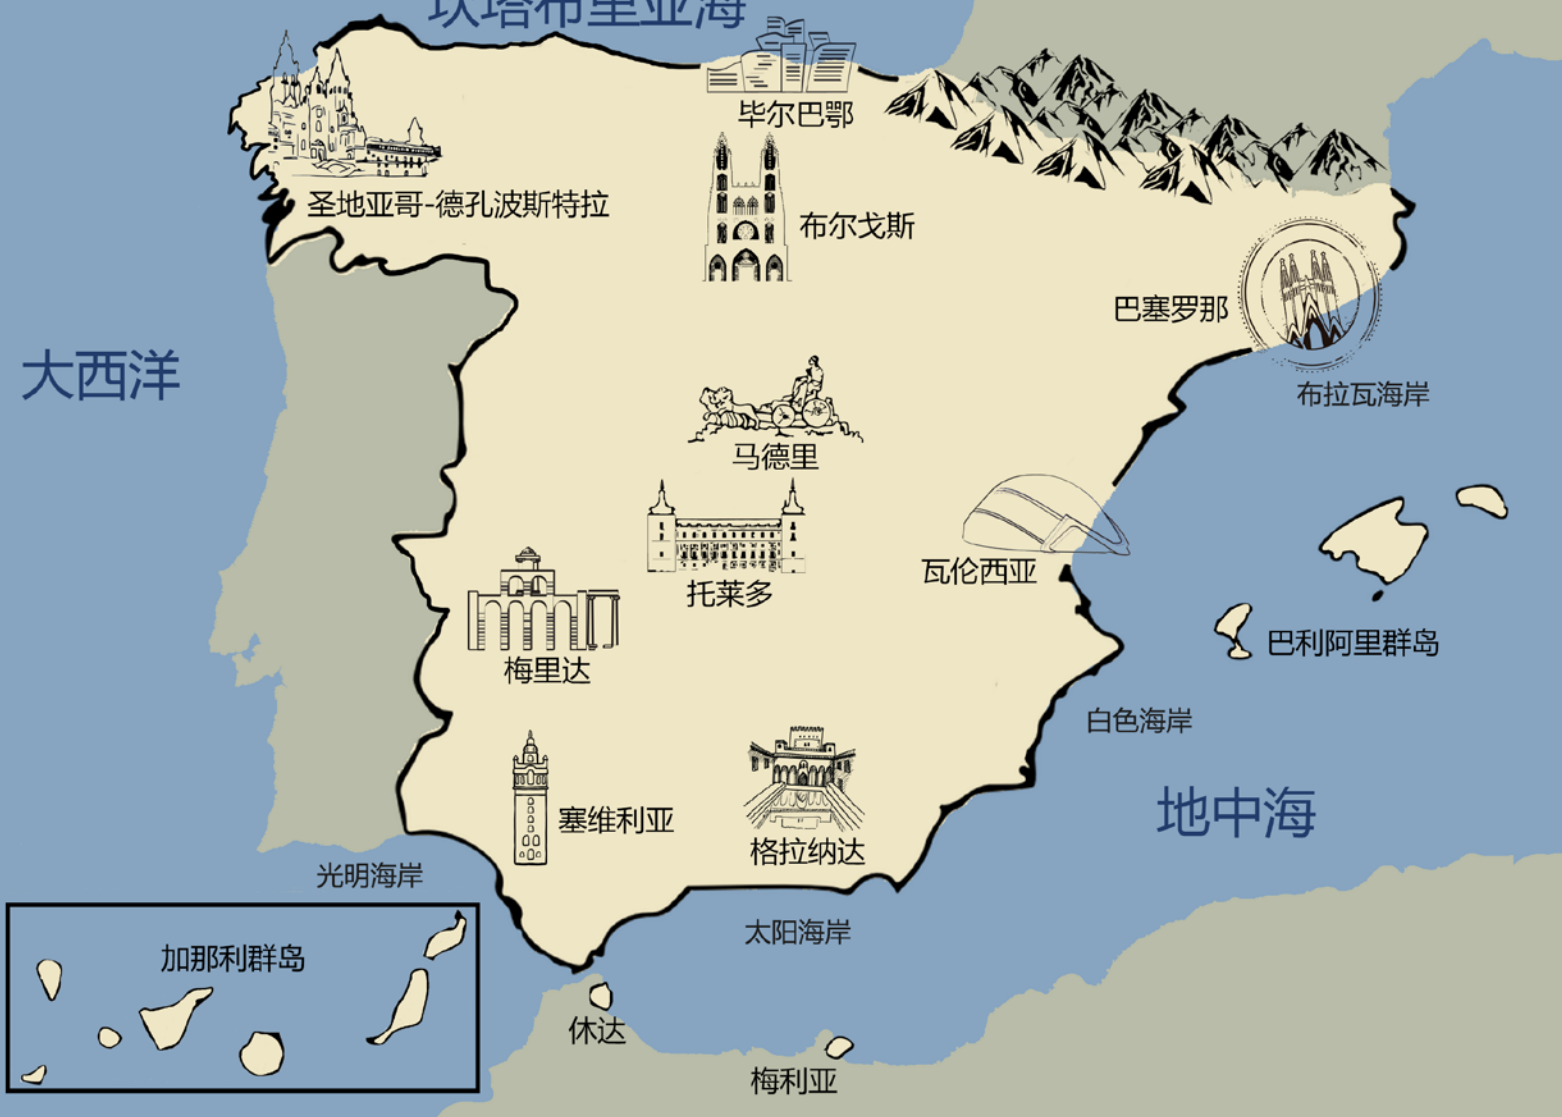 坎塔布里亚海
毕尔巴鄂
圣地亚哥-德孔波斯特拉
布尔戈斯
巴塞罗那
大西洋
布拉瓦海岸
马德里
瓦伦西亚
托莱多
巴利阿里群岛
梅里达
白色海岸
地中海
塞维利亚
格拉纳达
光明海岸
太阳海岸
加那利群岛
休达
梅利亚